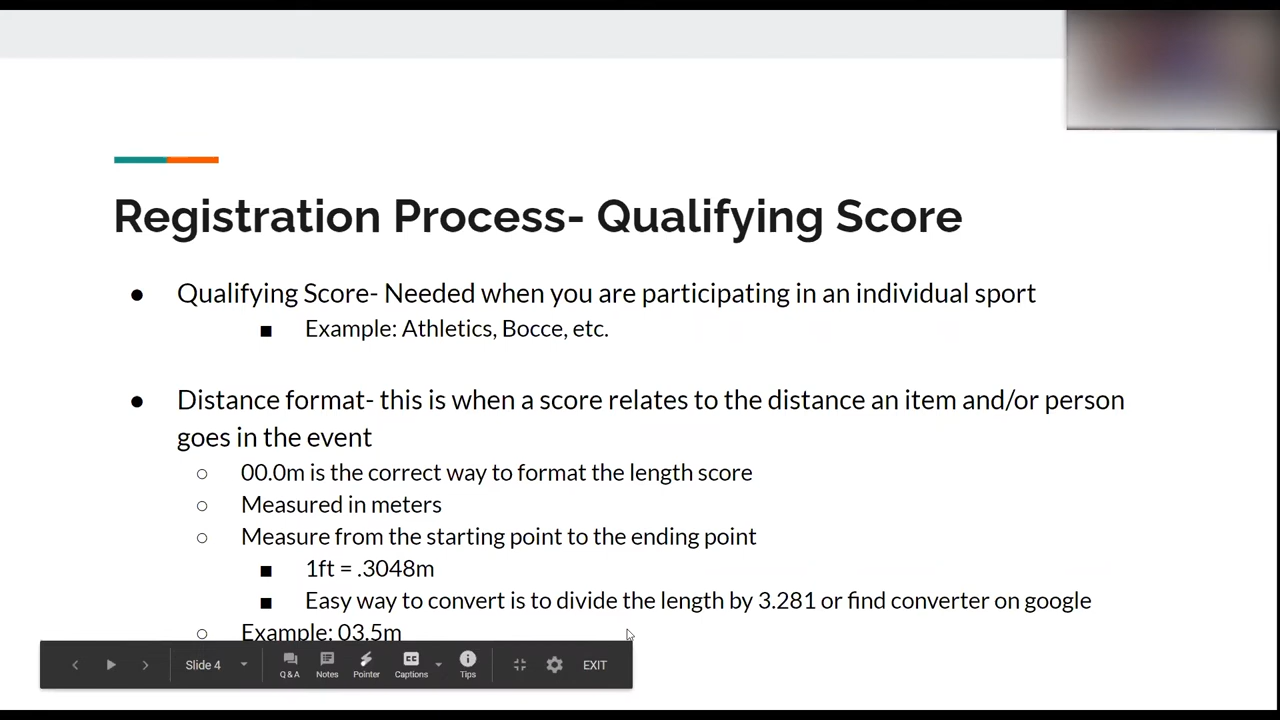 Registration Process- Qualifying Score
● Qualifying Score- Needed when you are participating in an individual sport
■ Example: Athletics, Bocce, etc.
● Distance format- this is when a score relates to the distance an item and/or person
goes in the event
○ 00.0m is the correct way to format the length score
○ Measured in meters
○ Measure from the starting point to the ending point
■ 1ft = .3048m
■ Easy way to convert is to divide the length by 3.281 or find converter on google
○ Example: 03.5m
Slide 4 Q&A Notes Pointer CC Captions Tips EXIT